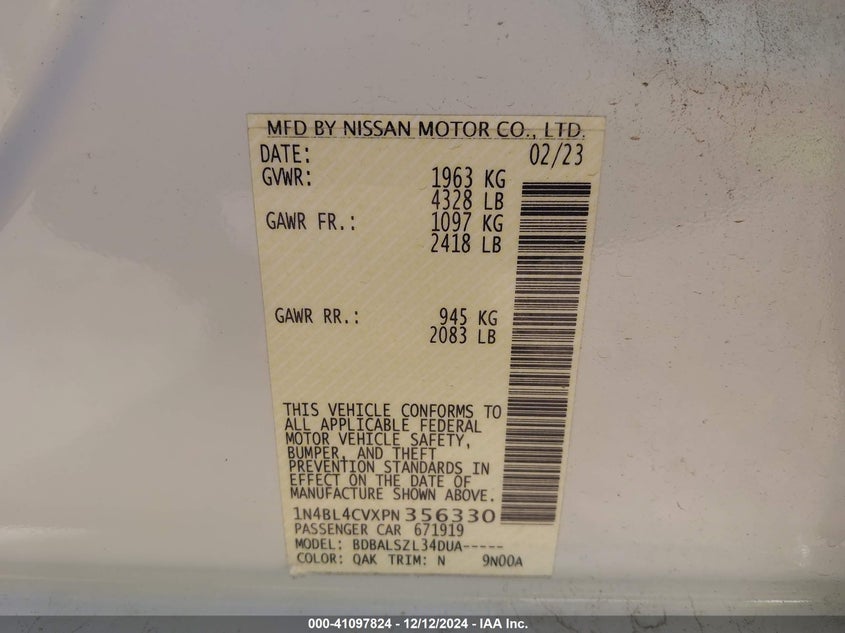 MFD BY NISSAN MOTOR CO., LTD.
DATE: 02/23
GVWR: 1963 KG
4328 LB
GAWR FR.: 1097 KG
2418 LB
GAWR RR.: 945 KG
2083 LB
THIS VEHICLE CONFORMS TO
ALL APPLICABLE FEDERAL
MOTOR VEHICLE SAFETY,
BUMPER, AND THEFT
PREVENTION STANDARDS IN
EFFECT ON THE DATE OF
MANUFACTURE SHOWN ABOVE.
1N4BL4CVXPN356330
PASSENGER CAR 671919
MODEL: BDBALSZL34DUA-----
COLOR: QAK TRIM: N 9N00A
000-41097824 - 12/12/2024 - IAA Inc.